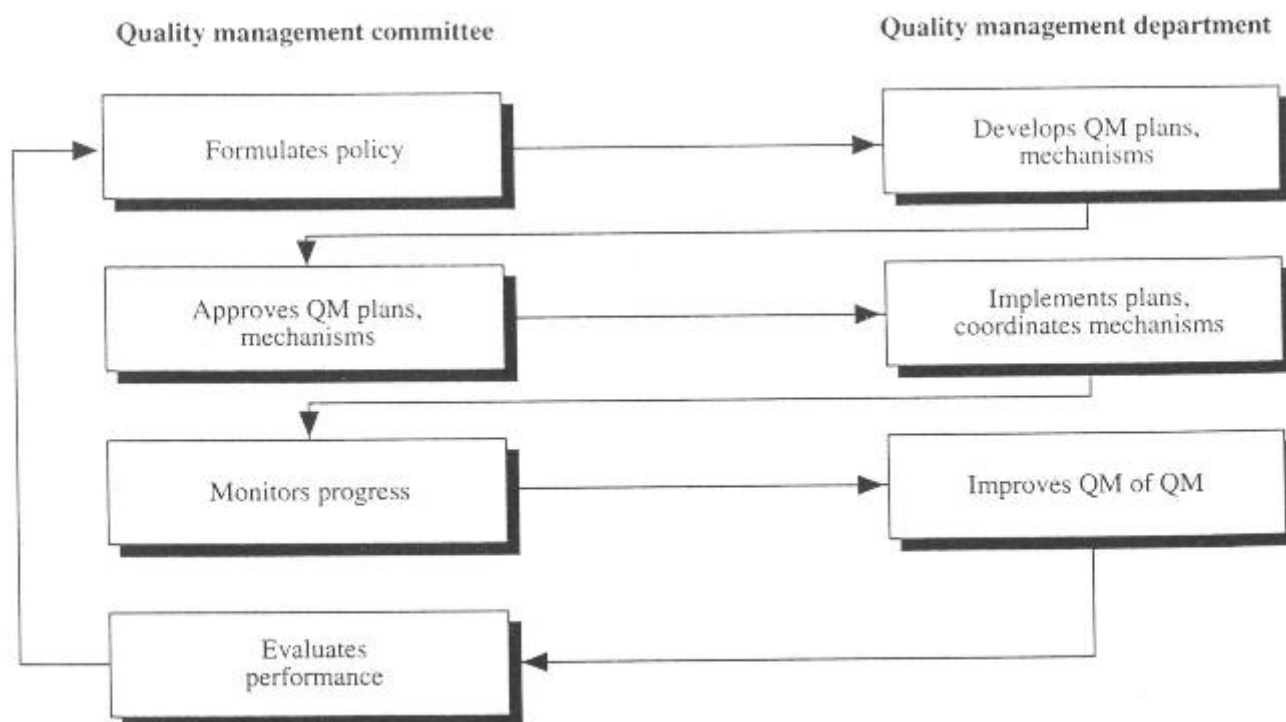 Quality management committee
Quality management department
Formulates policy
Develops QM plans,
mechanisms
Approves QM plans,
mechanisms
Implements plans,
coordinates mechanisms
Monitors progress
Improves QM of QM
Evaluates
performance